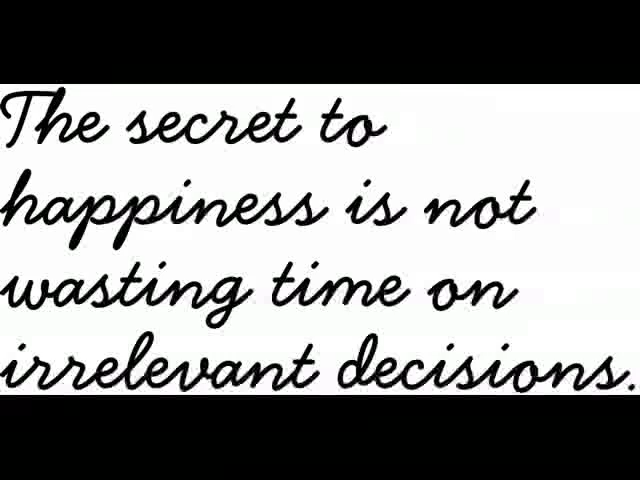 The secret to
happiness is not
wasting time on
irrelevant decisions.